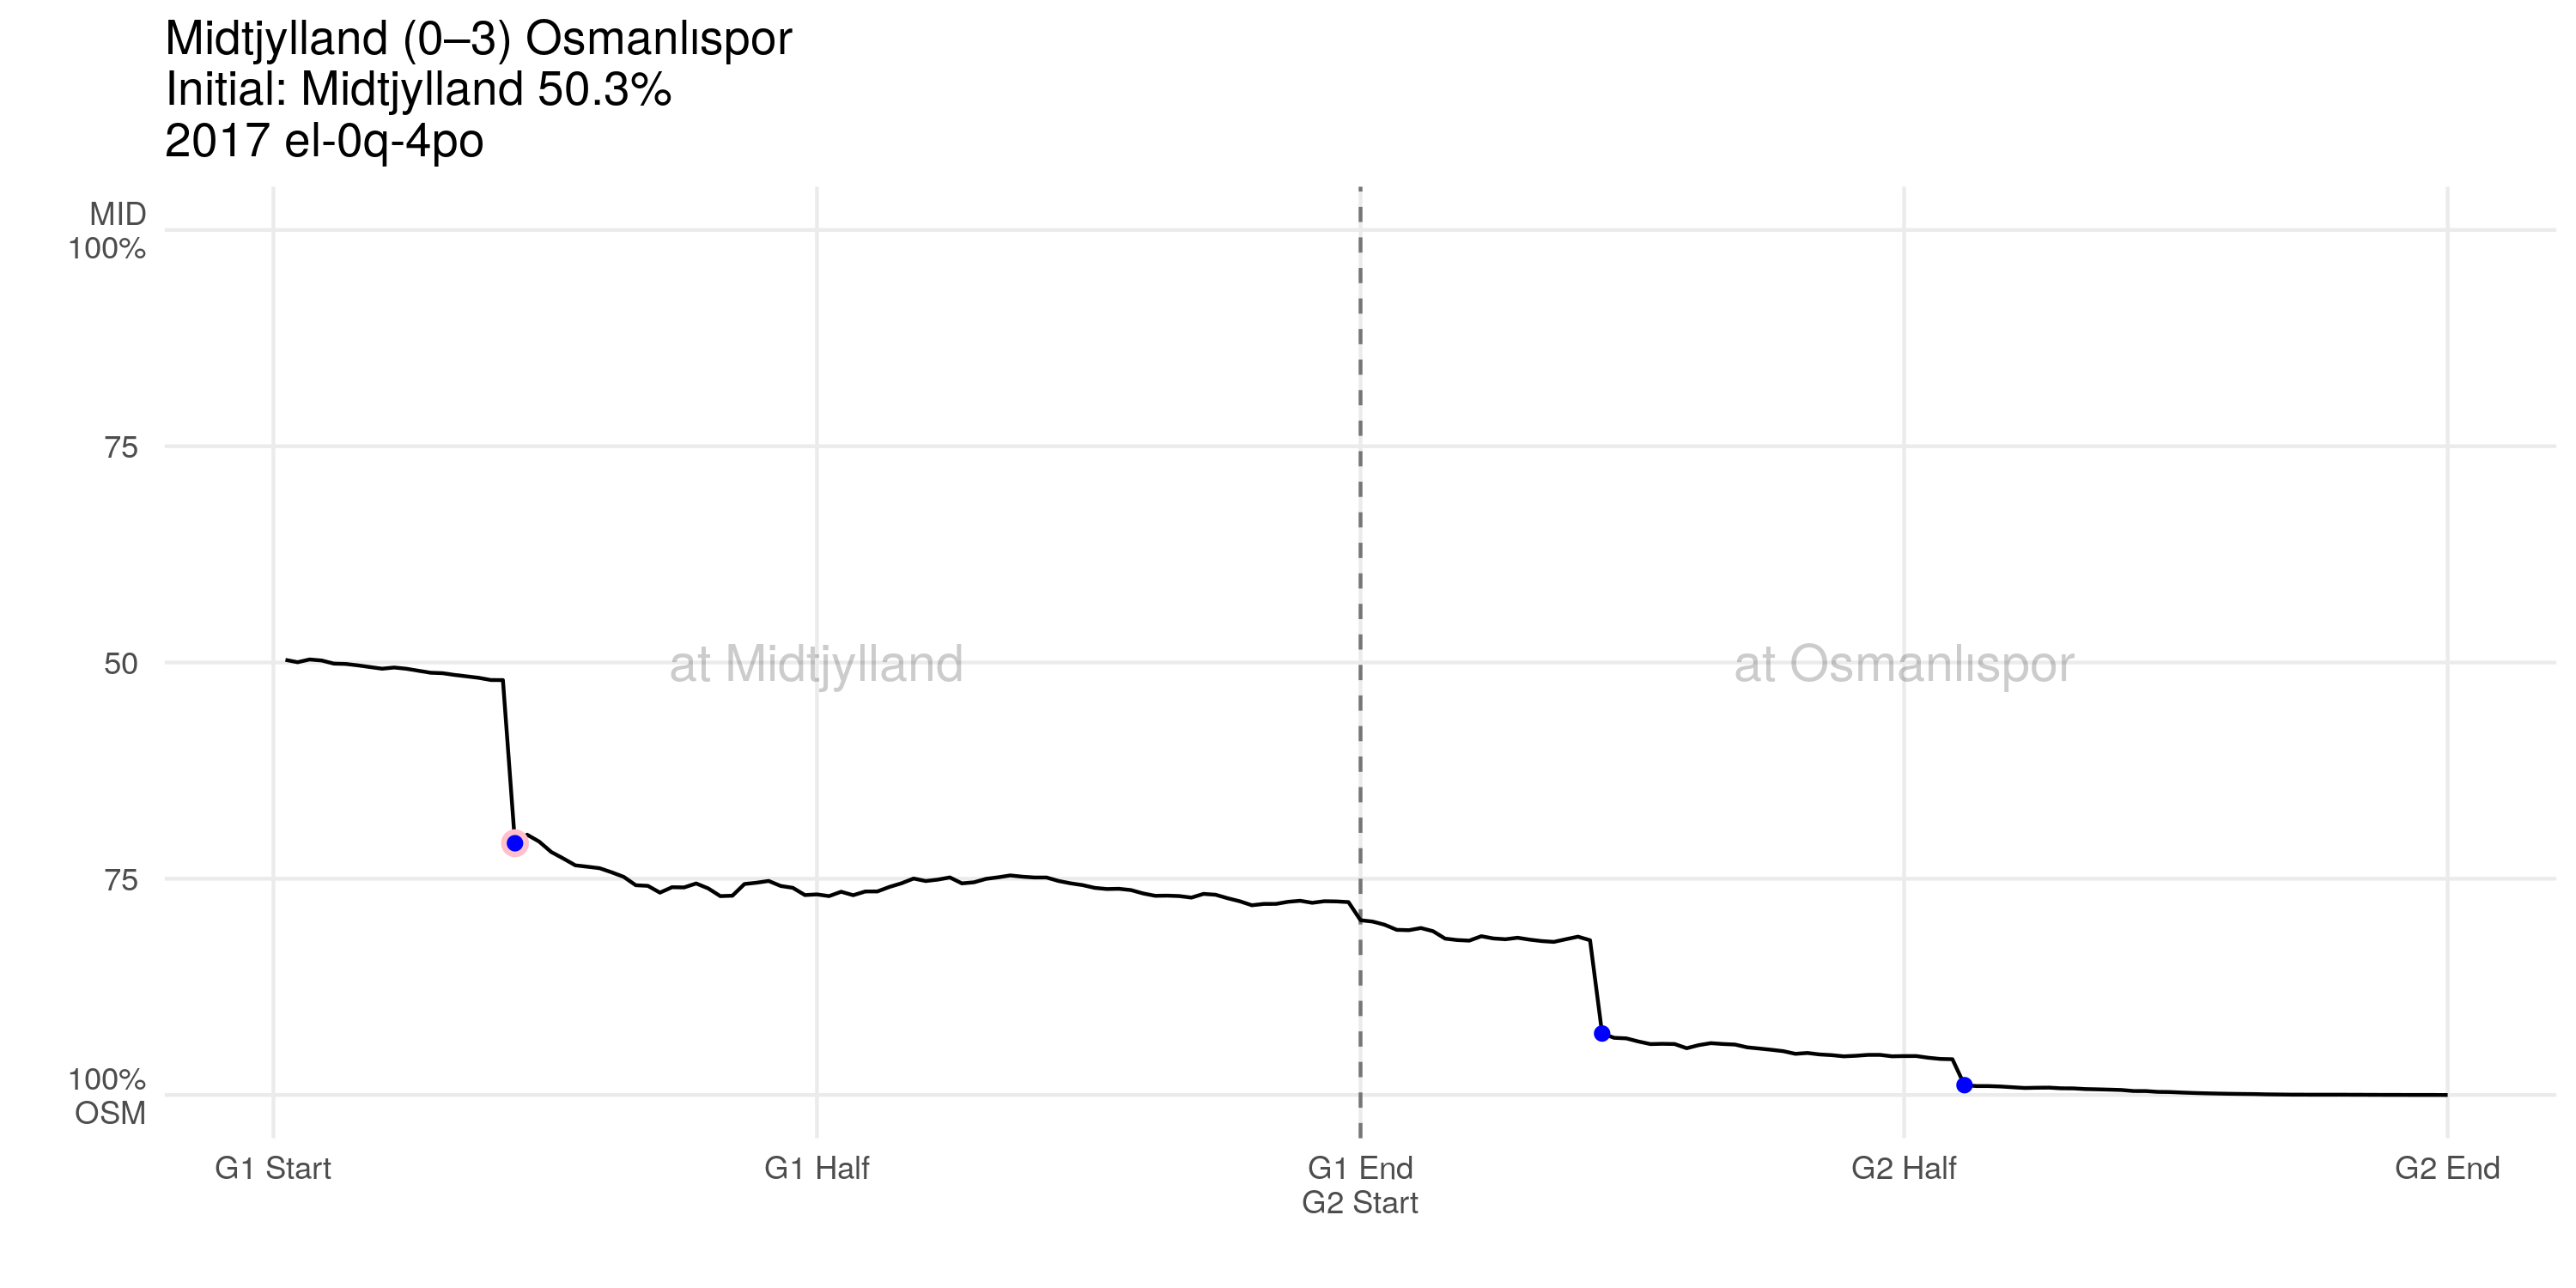 Midtjylland (0–3) Osmanlıspor
Initial: Midtjylland 50.3%
2017 el-0q-4po
MID
100%
75
50
75
100%
OSM
at Midtjylland
at Osmanlıspor
G1 Start
G1 Half
G1 End
G2 Start
G2 Half
G2 End